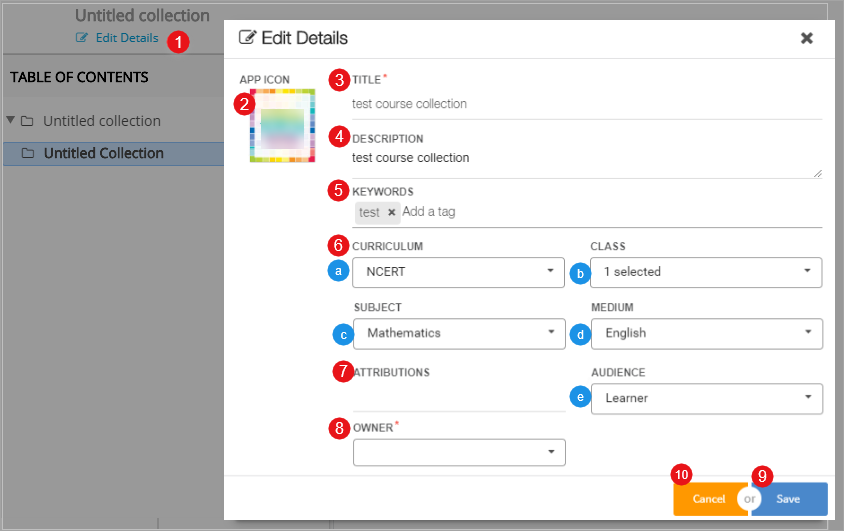 Untitled collection
Edit Details
1
TABLE OF CONTENTS
Untitled collection
Untitled Collection
Edit Details
APP ICON
2
3 TITLE*
test course collection
4 DESCRIPTION
test course collection
5 KEYWORDS
test × Add a tag
6 CURRICULUM
CLASS
a NCERT
b 1 selected
SUBJECT
MEDIUM
c Mathematics
d English
7 ATTRIBUTIONS
AUDIENCE
e Learner
8 OWNER*
10
9
Cancel or Save